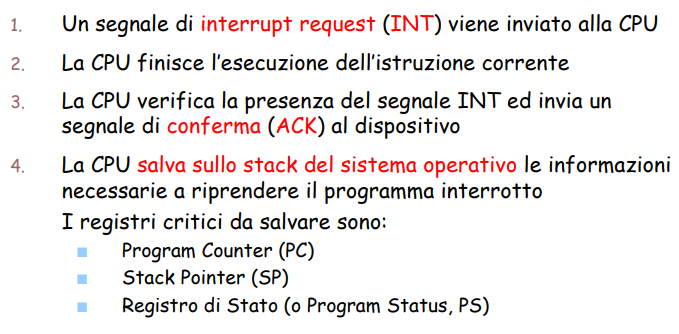 1. Un segnale di interrupt request (INT) viene inviato alla CPU
2. La CPU finisce l'esecuzione dell'istruzione corrente
3. La CPU verifica la presenza del segnale INT ed invia un
segnale di conferma (ACK) al dispositivo
4. La CPU salva sullo stack del sistema operativo le informazioni
necessarie a riprendere il programma interrotto
I registri critici da salvare sono:
Program Counter (PC)
Stack Pointer (SP)
Registro di Stato (o Program Status, PS)